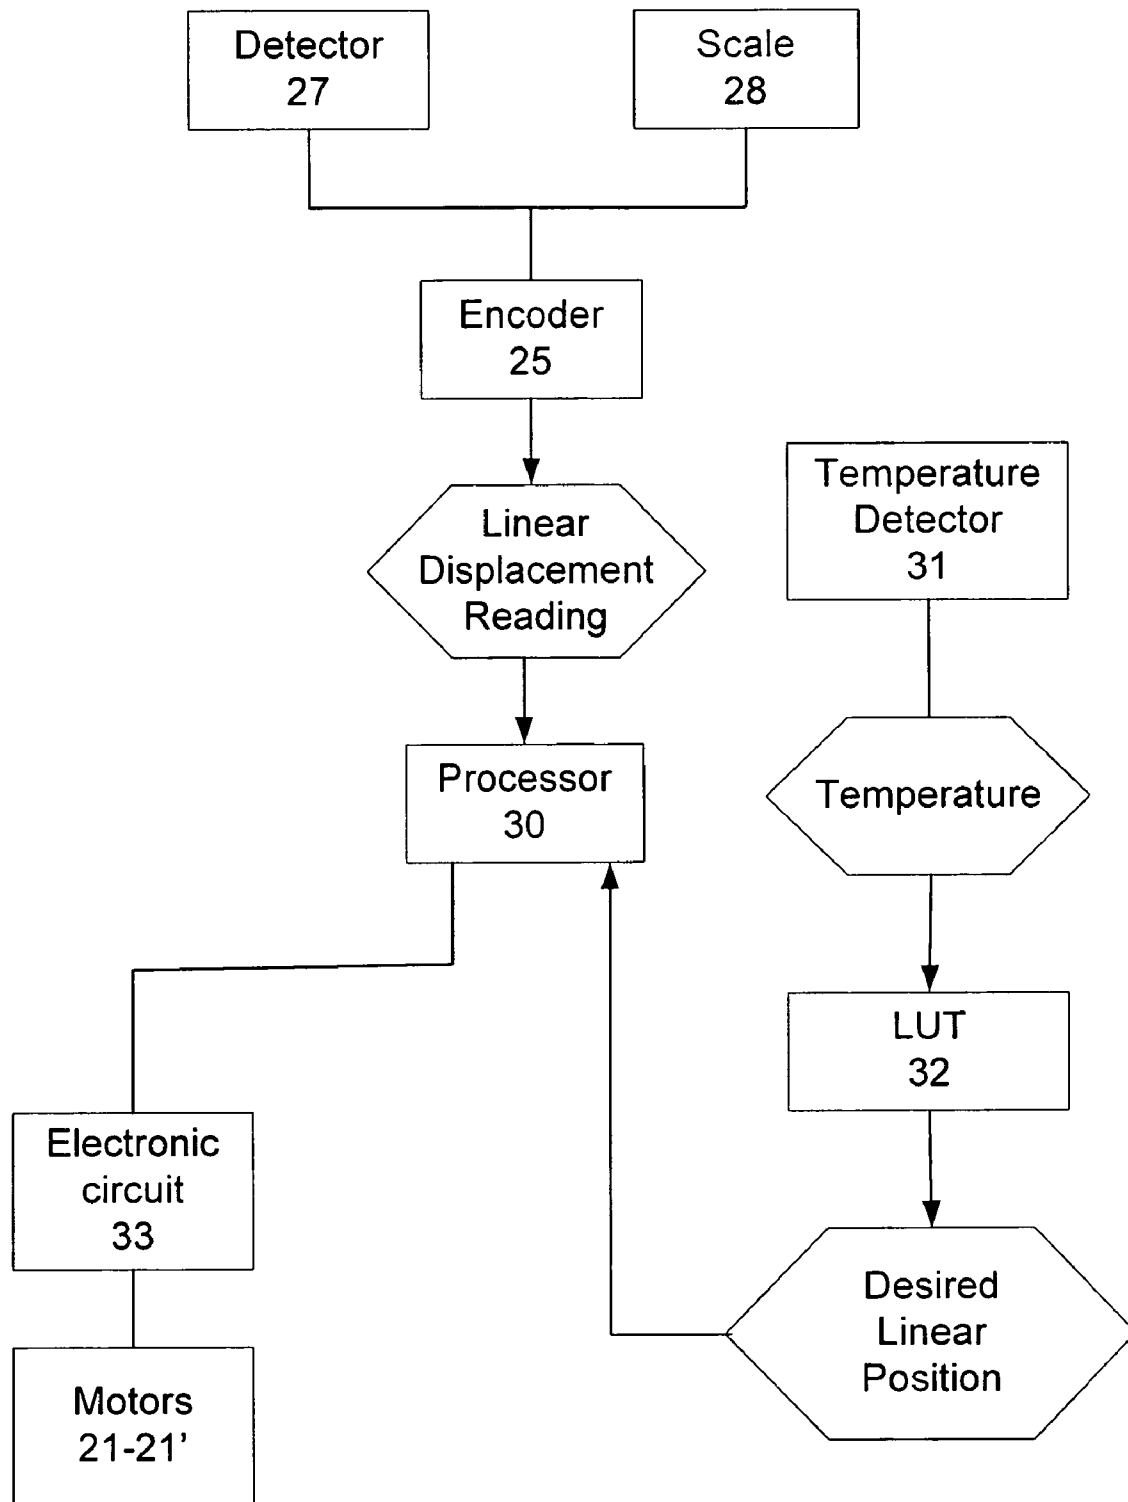 Detector
27
Scale
28
Encoder
25
Linear
Displacement
Reading
Temperature
Detector
31
Processor
30
Temperature
LUT
32
Electronic
circuit
33
Desired
Linear
Position
Motors
21-21’